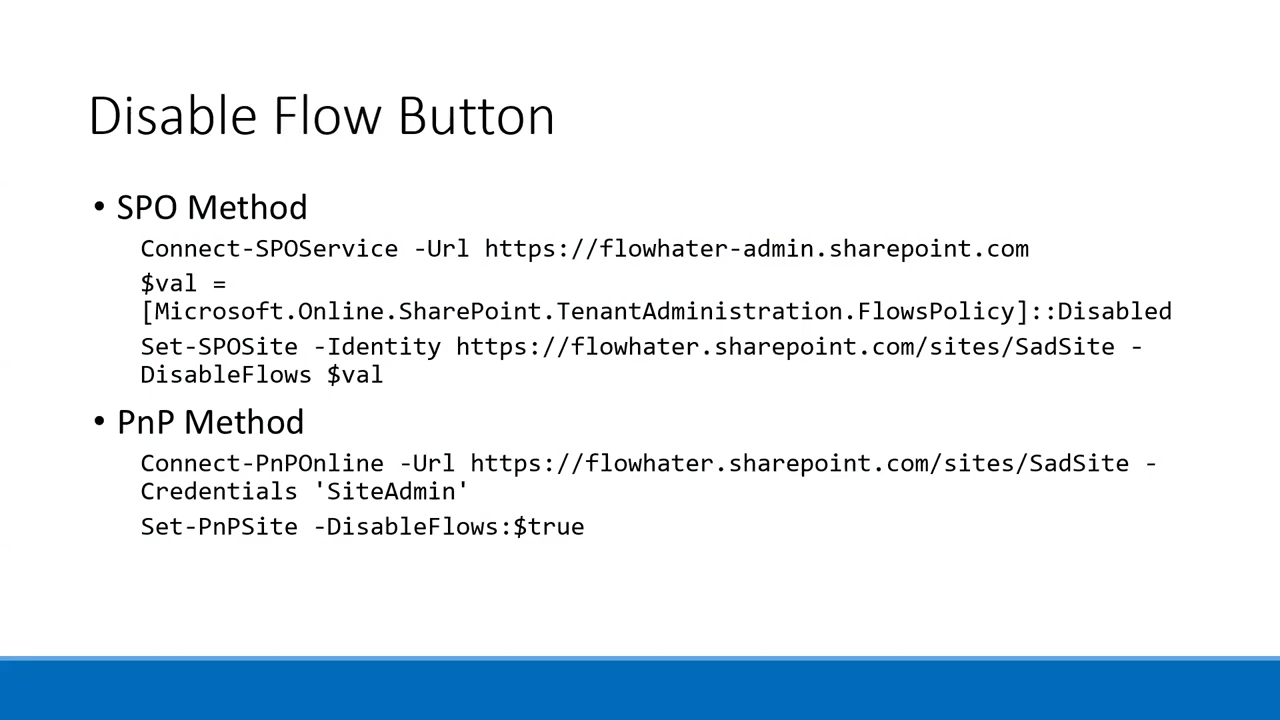 Disable Flow Button
• SPO Method
Connect-SPOService -Url https://flowhater-admin.sharepoint.com
$val =
[Microsoft.Online.SharePoint.TenantAdministration.FlowsPolicy]::Disabled
Set-SPOSite -Identity https://flowhater.sharepoint.com/sites/SadSite -
DisableFlows $val
• PnP Method
Connect-PnPOnline -Url https://flowhater.sharepoint.com/sites/SadSite -
Credentials 'SiteAdmin'
Set-PnPSite -DisableFlows:$true